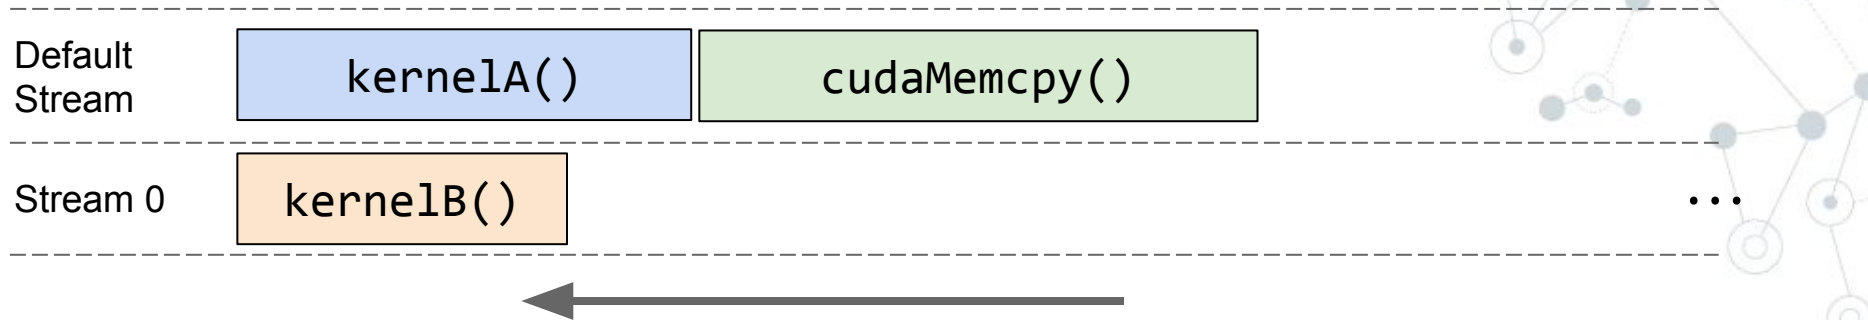 Default
Stream
kernelA()
cudaMemcpy()
Stream 0
kernelB()
...